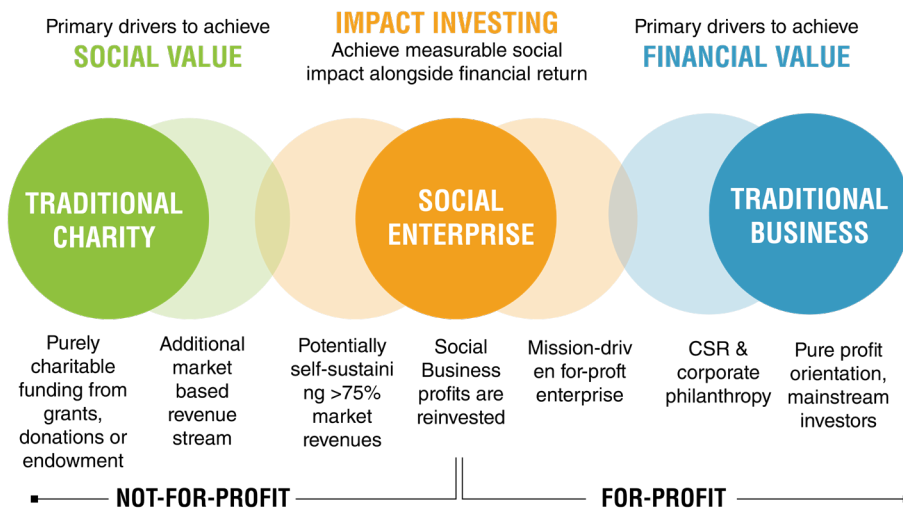 Primary drivers to achieve
SOCIAL VALUE
IMPACT INVESTING
Achieve measurable social
impact alongside financial return
Primary drivers to achieve
FINANCIAL VALUE
TRADITIONAL
CHARITY
SOCIAL
ENTERPRISE
TRADITIONAL
BUSINESS
Purely
charitable
funding from
grants,
donations or
endowment
Additional
market
based
revenue
stream
Potentially
self-sustaini
ng >75%
market
revenues
Social
Business
profits are
reinvested
Mission-driv
en for-proft
enterprise
CSR &
corporate
philanthropy
Pure profit
orientation,
mainstream
investors
NOT-FOR-PROFIT
FOR-PROFIT